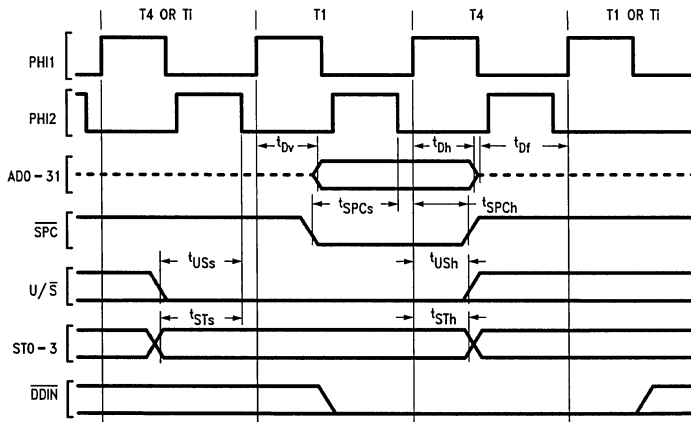 T4 OR Ti T1 T4 T1 OR Ti
PHI1
PHI2
tDv tDh tDf
AD0-31
tSPCs tSPCh
SPC
tUSs tUSh
U/S
tSTs tSTh
ST0-3
DDIN